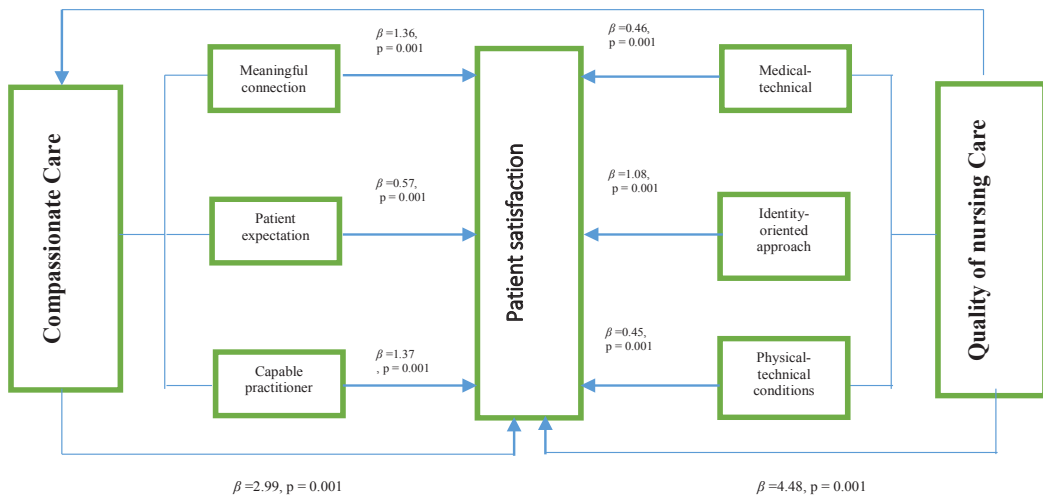 β =1.36,
p = 0.001
β =0.46,
p = 0.001
Meaningful
connection
Medical-
technical
Compassionate Care
Patient satisfaction
Quality of nursing Care
β =0.57,
p = 0.001
β =1.08,
p = 0.001
Patient
expectation
Identity-
oriented
approach
β =1.37
, p = 0.001
β =0.45,
p = 0.001
Capable
practitioner
Physical-
technical
conditions
β =2.99, p = 0.001
β =4.48, p = 0.001